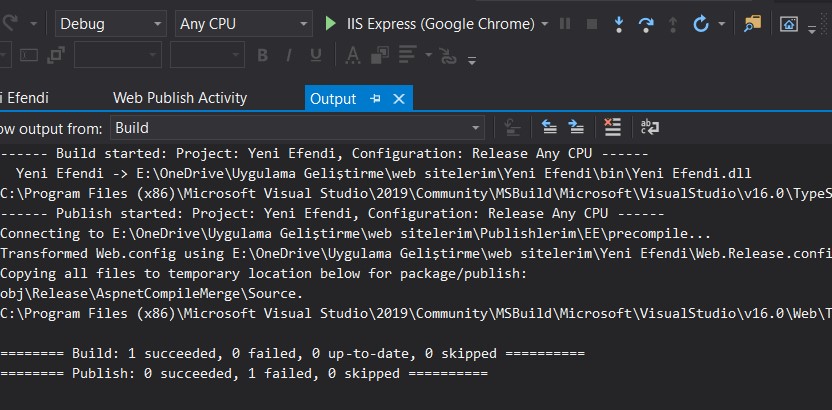 Debug Any CPU IIS Express (Google Chrome)
B I U A
i Efendi Web Publish Activity Output
ow output from: Build
------ Build started: Project: Yeni Efendi, Configuration: Release Any CPU ------
Yeni Efendi -> E:\OneDrive\Uygulama Geliştirme\web sitelerim\Yeni Efendi\bin\Yeni Efendi.dll
C:\Program Files (x86)\Microsoft Visual Studio\2019\Community\MSBuild\Microsoft\VisualStudio\v16.0\TypeS
------ Publish started: Project: Yeni Efendi, Configuration: Release Any CPU ------
Connecting to E:\OneDrive\Uygulama Geliştirme\web sitelerim\Publishlerim\EE\precompile...
Transformed Web.config using E:\OneDrive\Uygulama Geliştirme\web sitelerim\Yeni Efendi\Web.Release.confi
Copying all files to temporary location below for package/publish:
obj\Release\AspnetCompileMerge\Source.
C:\Program Files (x86)\Microsoft Visual Studio\2019\Community\MSBuild\Microsoft\VisualStudio\v16.0\Web\T
======== Build: 1 succeeded, 0 failed, 0 up-to-date, 0 skipped ==========
======== Publish: 0 succeeded, 1 failed, 0 skipped ==========